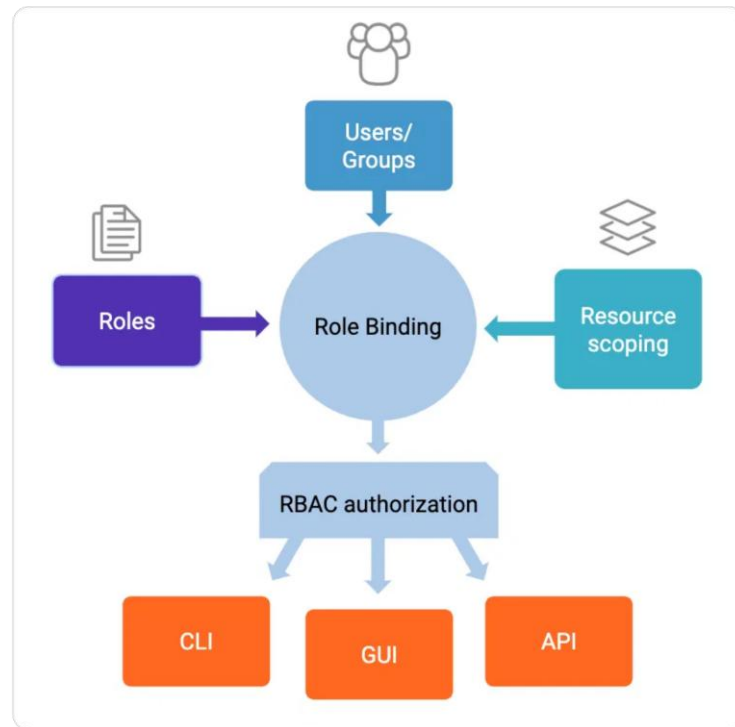 Users/
Groups
Roles
Role Binding
Resource
scoping
RBAC authorization
CLI
GUI
API